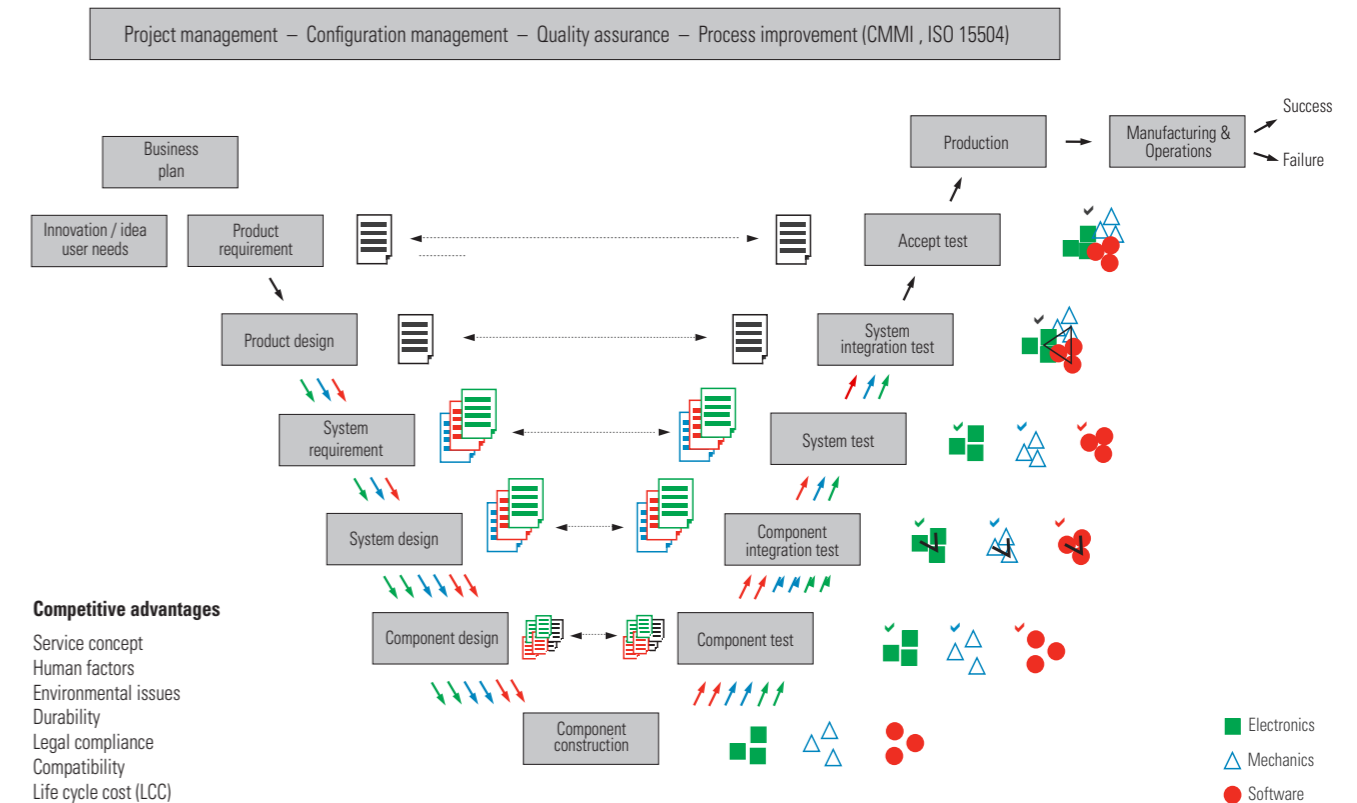 Project management – Configuration management – Quality assurance – Process improvement (CMMI , ISO 15504)
Success
Production
Manufacturing &
Operations
Failure
Business
plan
Innovation / idea
user needs
Product
requirement
Accept test
Product design
System
integration test
System
requirement
System test
System design
Component
integration test
Component design
Component test
Component
construction
Competitive advantages
Service concept
Human factors
Environmental issues
Durability
Legal compliance
Compatibility
Life cycle cost (LCC)
Electronics
Mechanics
Software